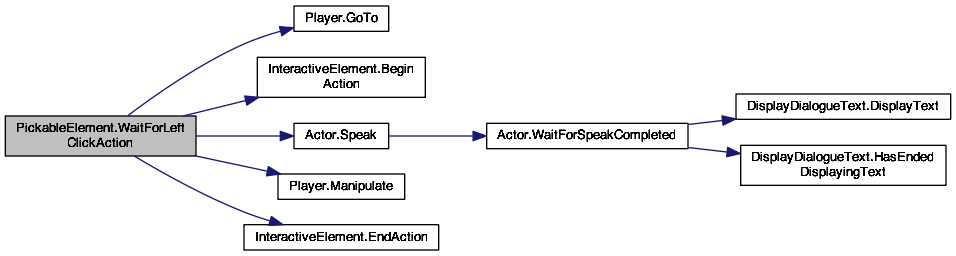 Player.GoTo
InteractiveElement.Begin
Action
PickableElement.WaitForLeft
ClickAction
Actor.Speak
Actor.WaitForSpeakCompleted
DisplayDialogueText.DisplayText
DisplayDialogueText.HasEnded
DisplayingText
Player.Manipulate
InteractiveElement.EndAction